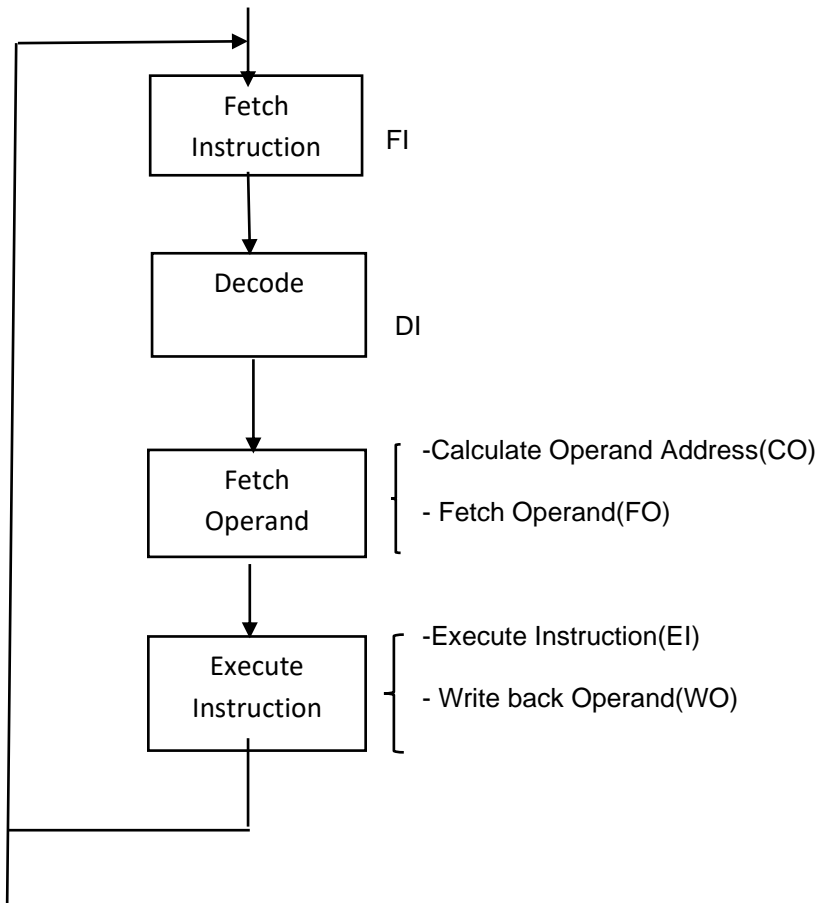 Fetch
Instruction
FI
Decode
DI
Fetch
Operand
-Calculate Operand Address(CO)
- Fetch Operand(FO)
Execute
Instruction
-Execute Instruction(EI)
- Write back Operand(WO)